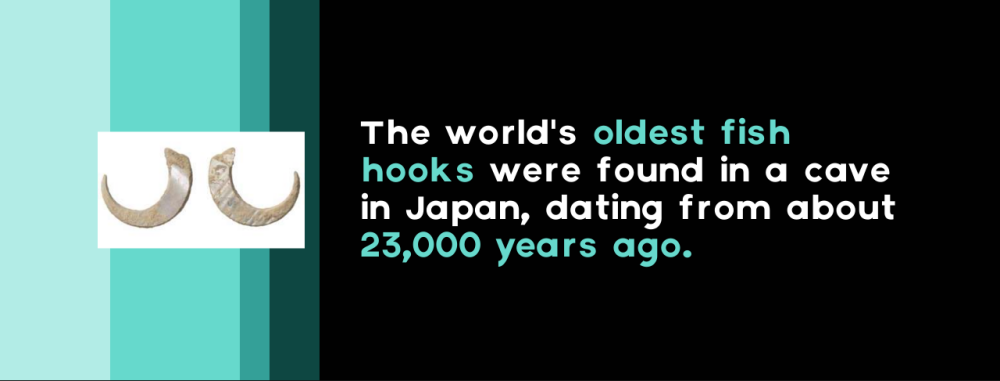 The world's oldest fish
hooks were found in a cave
in Japan, dating from about
23,000 years ago.